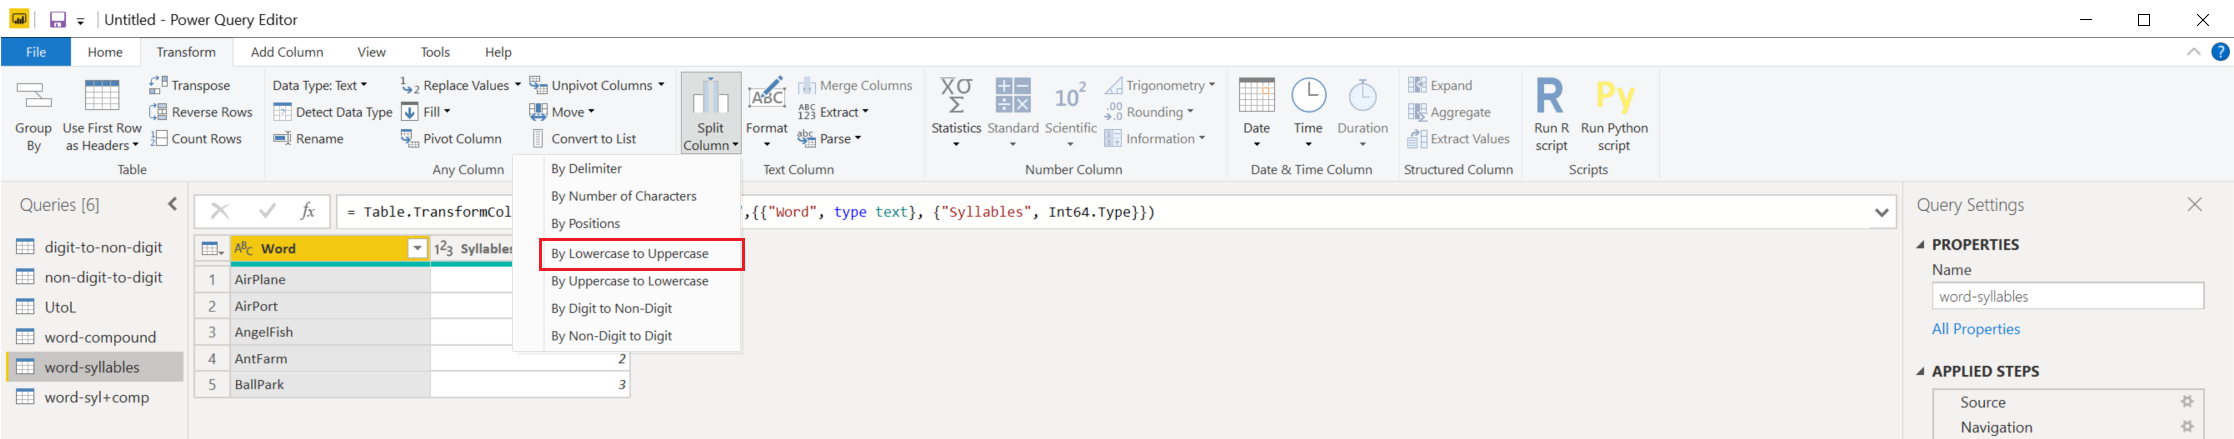 Untitled - Power Query Editor
File Home Transform Add Column View Tools Help
Group By
Use First Row as Headers
Transpose
Reverse Rows
Count Rows
Table
Data Type: Text
Detect Data Type
Rename
Replace Values
Fill
Pivot Column
Unpivot Columns
Move
Convert to List
Any Column
Split Column
Format
Merge Columns
Extract
Parse
Text Column
Statistics
Standard
Scientific
Trigonometry
Rounding
Information
Number Column
Date
Time
Duration
Date & Time Column
Expand
Aggregate
Extract Values
Structured Column
R
Run R script
Py
Run Python script
Scripts
By Delimiter
By Number of Characters
By Positions
By Lowercase to Uppercase
By Uppercase to Lowercase
By Digit to Non-Digit
By Non-Digit to Digit
Queries [6]
digit-to-non-digit
non-digit-to-digit
UtoL
word-compound
word-syllables
word-syl+comp
fx = Table.TransformCol ",{{"Word", type text}, {"Syllables", Int64.Type}})
ABC Word 123 Syllables
1 AirPlane
2 AirPort
3 AngelFish
4 AntFarm 2
5 BallPark 3
Query Settings
PROPERTIES
Name
word-syllables
All Properties
APPLIED STEPS
Source
Navigation